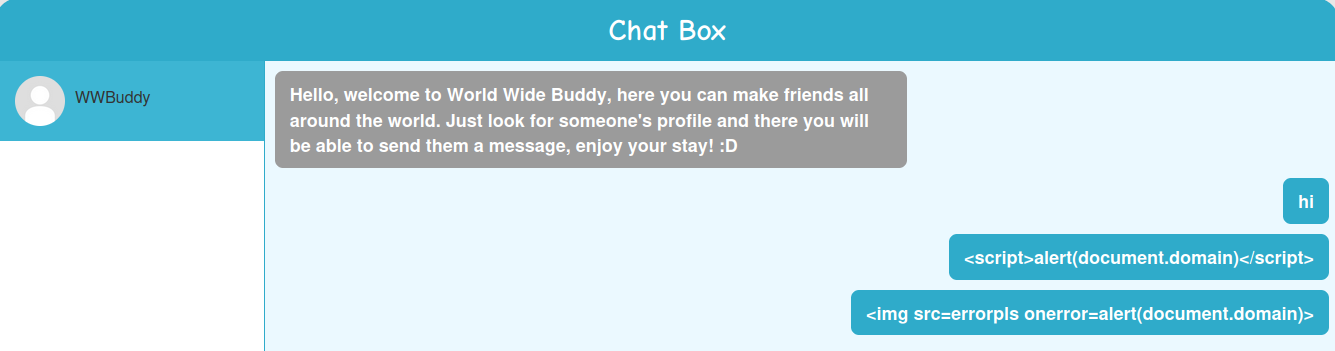 Chat Box
WWBuddy
Hello, welcome to World Wide Buddy, here you can make friends all
around the world. Just look for someone's profile and there you will
be able to send them a message, enjoy your stay! :D
hi
<script>alert(document.domain)</script>
<img src=errorpls onerror=alert(document.domain)>